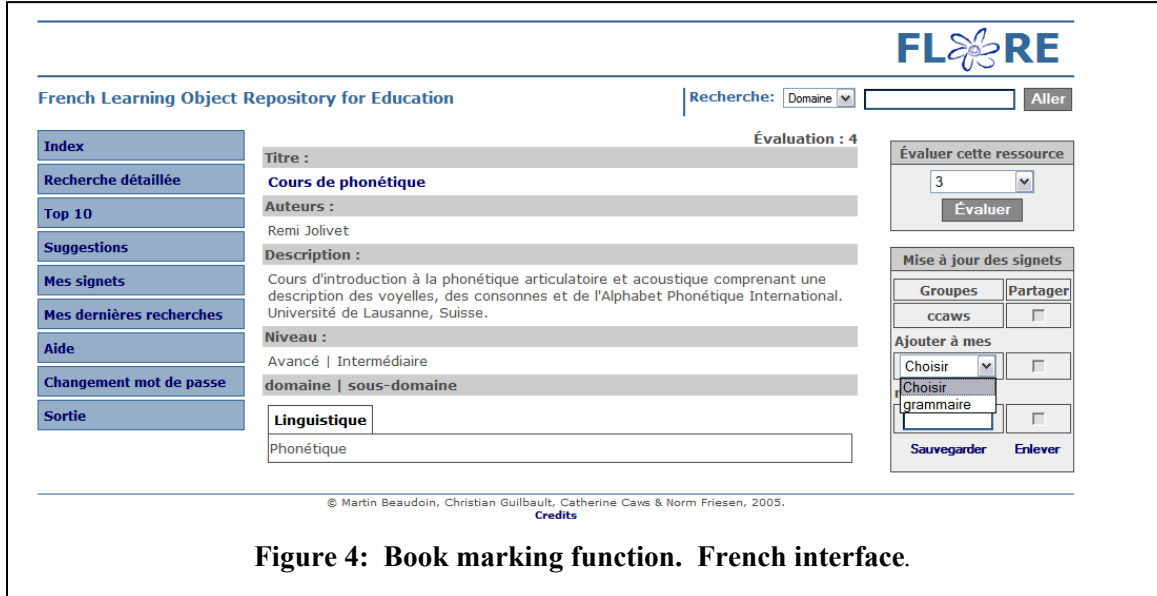 FLORE
French Learning Object Repository for Education
Recherche: Domaine Aller
Index
Recherche détaillée
Top 10
Suggestions
Mes signets
Mes dernières recherches
Aide
Changement mot de passe
Sortie
Évaluation : 4
Titre :
Cours de phonétique
Auteurs :
Remi Jolivet
Description :
Cours d'introduction à la phonétique articulatoire et acoustique comprenant une
description des voyelles, des consonnes et de l'Alphabet Phonétique International.
Université de Lausanne, Suisse.
Niveau :
Avancé | Intermédiaire
domaine | sous-domaine
Linguistique
Phonétique
Évaluer cette ressource
3
Évaluer
Mise à jour des signets
Groupes Partager
ccaws
Ajouter à mes
Choisir
Choisir
grammaire
Sauvegarder Enlever
© Martin Beaudoin, Christian Guilbault, Catherine Caws & Norm Friesen, 2005.
Credits
Figure 4: Book marking function. French interface.